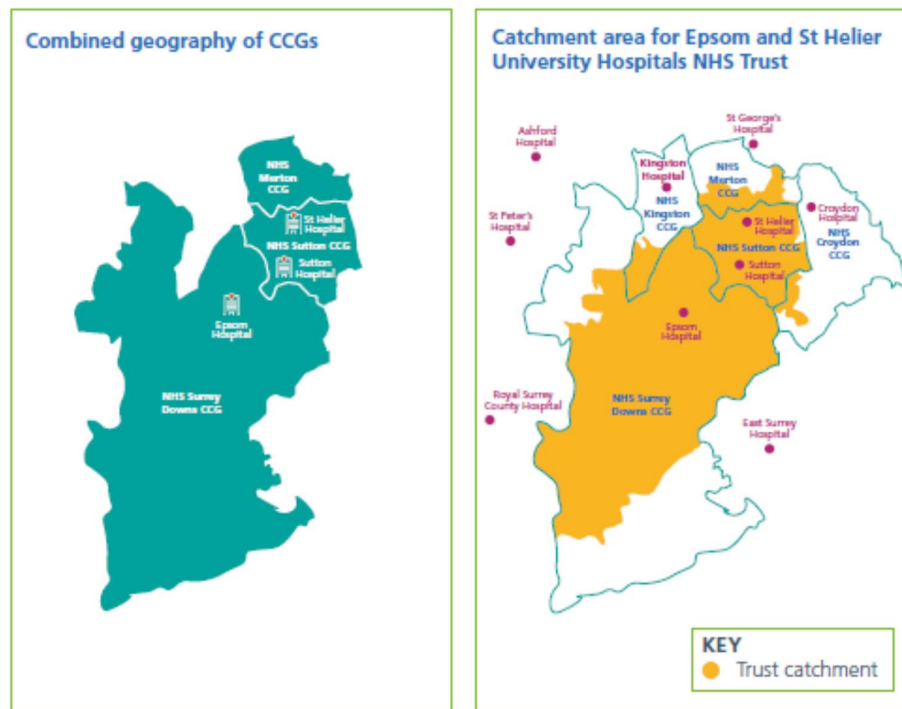 Combined geography of CCGs
NHS
Merton
CCG
St Helier
Hospital
NHS Sutton CCG
Sutton
Hospital
Epsom
Hospital
NHS Surrey
Downs CCG
Catchment area for Epsom and St Helier
University Hospitals NHS Trust
St George's
Hospital
Ashford
Hospital
Kingston
Hospital
NHS
Merton
CCG
St Peter's
Hospital
NHS
Kingston
CCG
St Helier
Hospital
Croydon
Hospital
NHS
Croydon
CCG
NHS Sutton CCG
Sutton
Hospital
Epsom
Hospital
Royal Surrey
County Hospital
NHS Surrey
Downs CCG
East Surrey
Hospital
KEY
Trust catchment